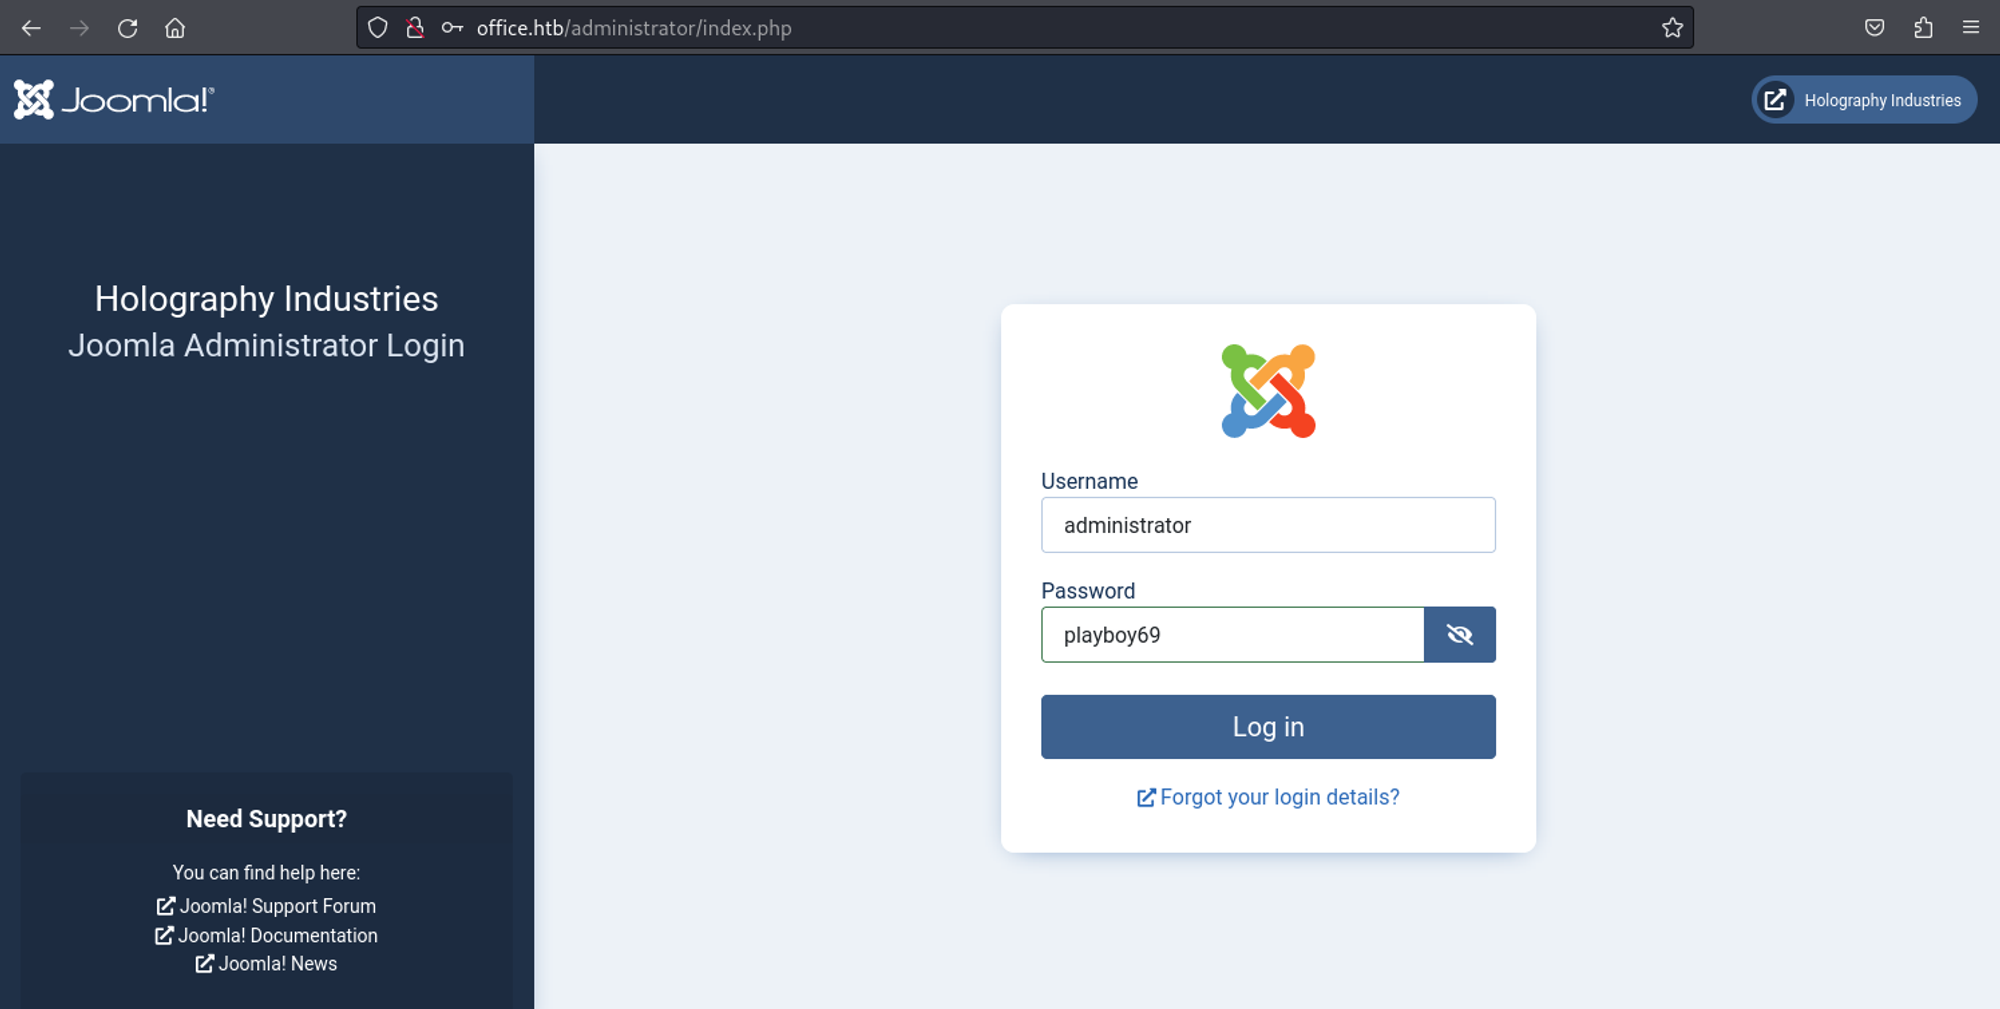 office.htb/administrator/index.php
Joomla!®
Holography Industries
Holography Industries
Joomla Administrator Login
Username
administrator
Password
playboy69
Log in
Forgot your login details?
Need Support?
You can find help here:
Joomla! Support Forum
Joomla! Documentation
Joomla! News